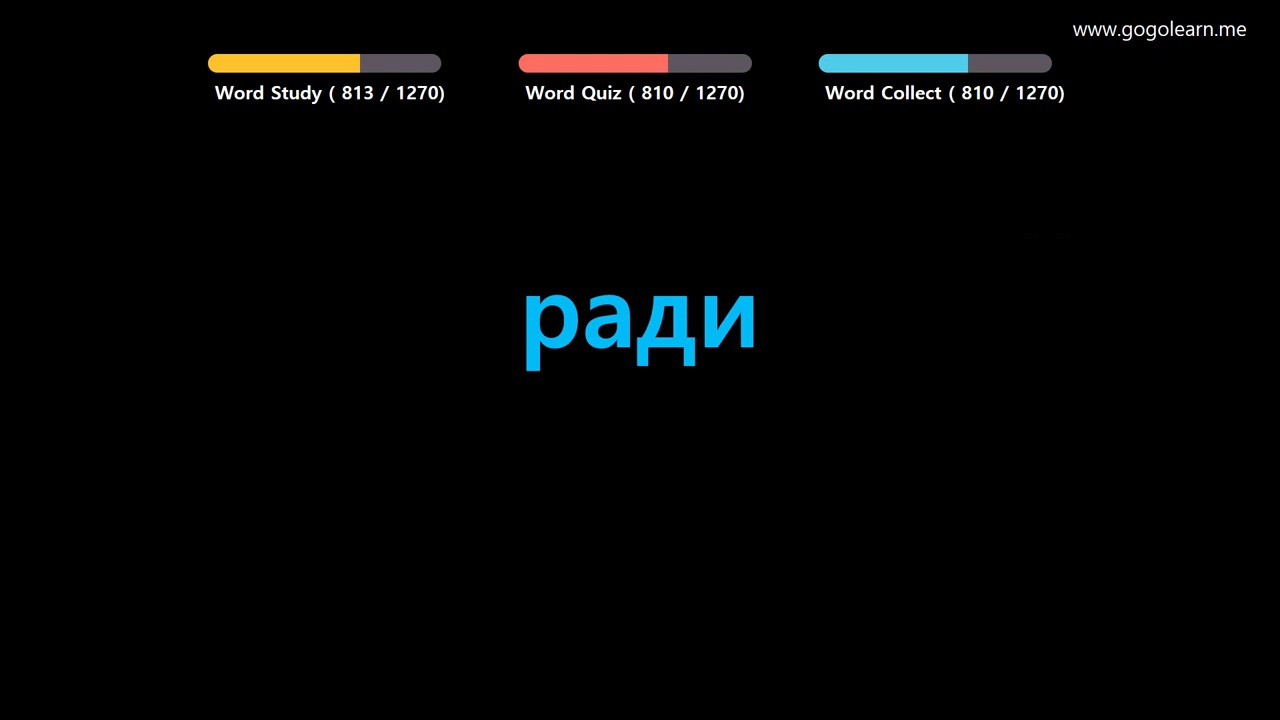 www.gogolearn.me
Word Study ( 813 / 1270)
Word Quiz ( 810 / 1270)
Word Collect ( 810 / 1270)
ради